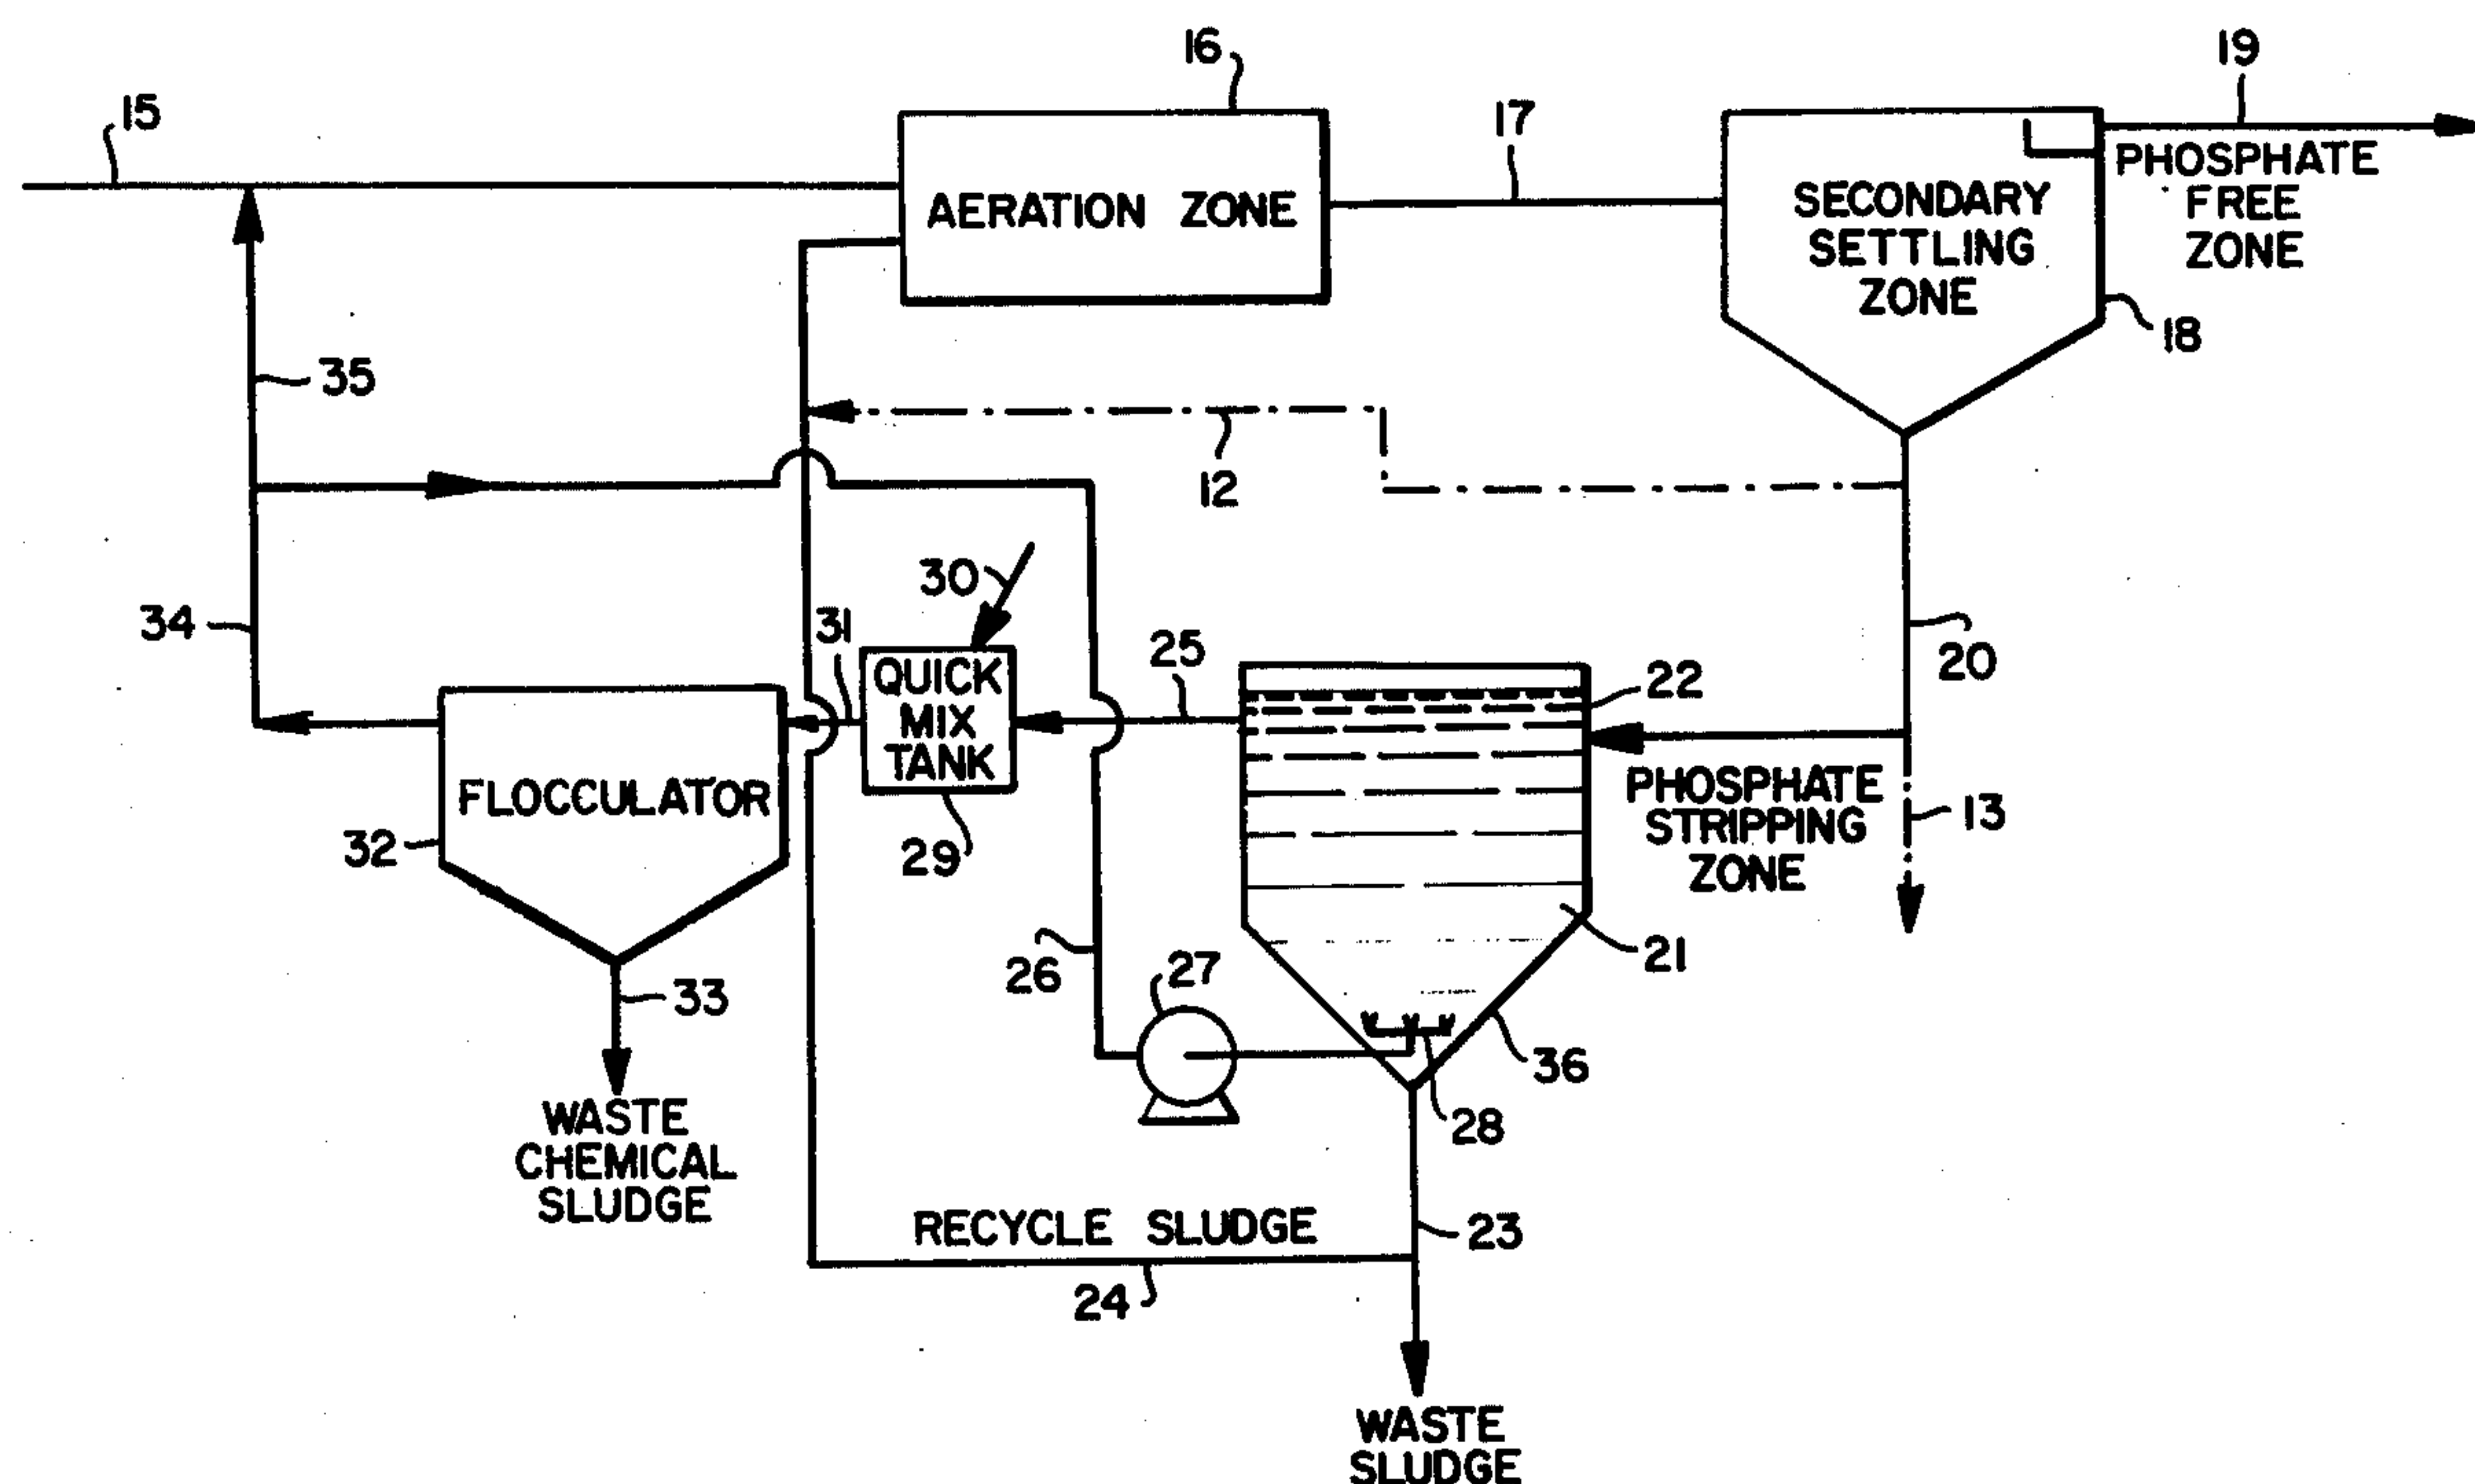 16
19
15
17
AERATION ZONE
SECONDARY
SETTLING
ZONE
PHOSPHATE
FREE
ZONE
18
35
12
30
34
31
25
22
20
QUICK
MIX
TANK
FLOCCULATOR
PHOSPHATE
STRIPPING
ZONE
13
32
29
21
26
27
33
36
28
WASTE
CHEMICAL
SLUDGE
RECYCLE SLUDGE
23
24
WASTE
SLUDGE